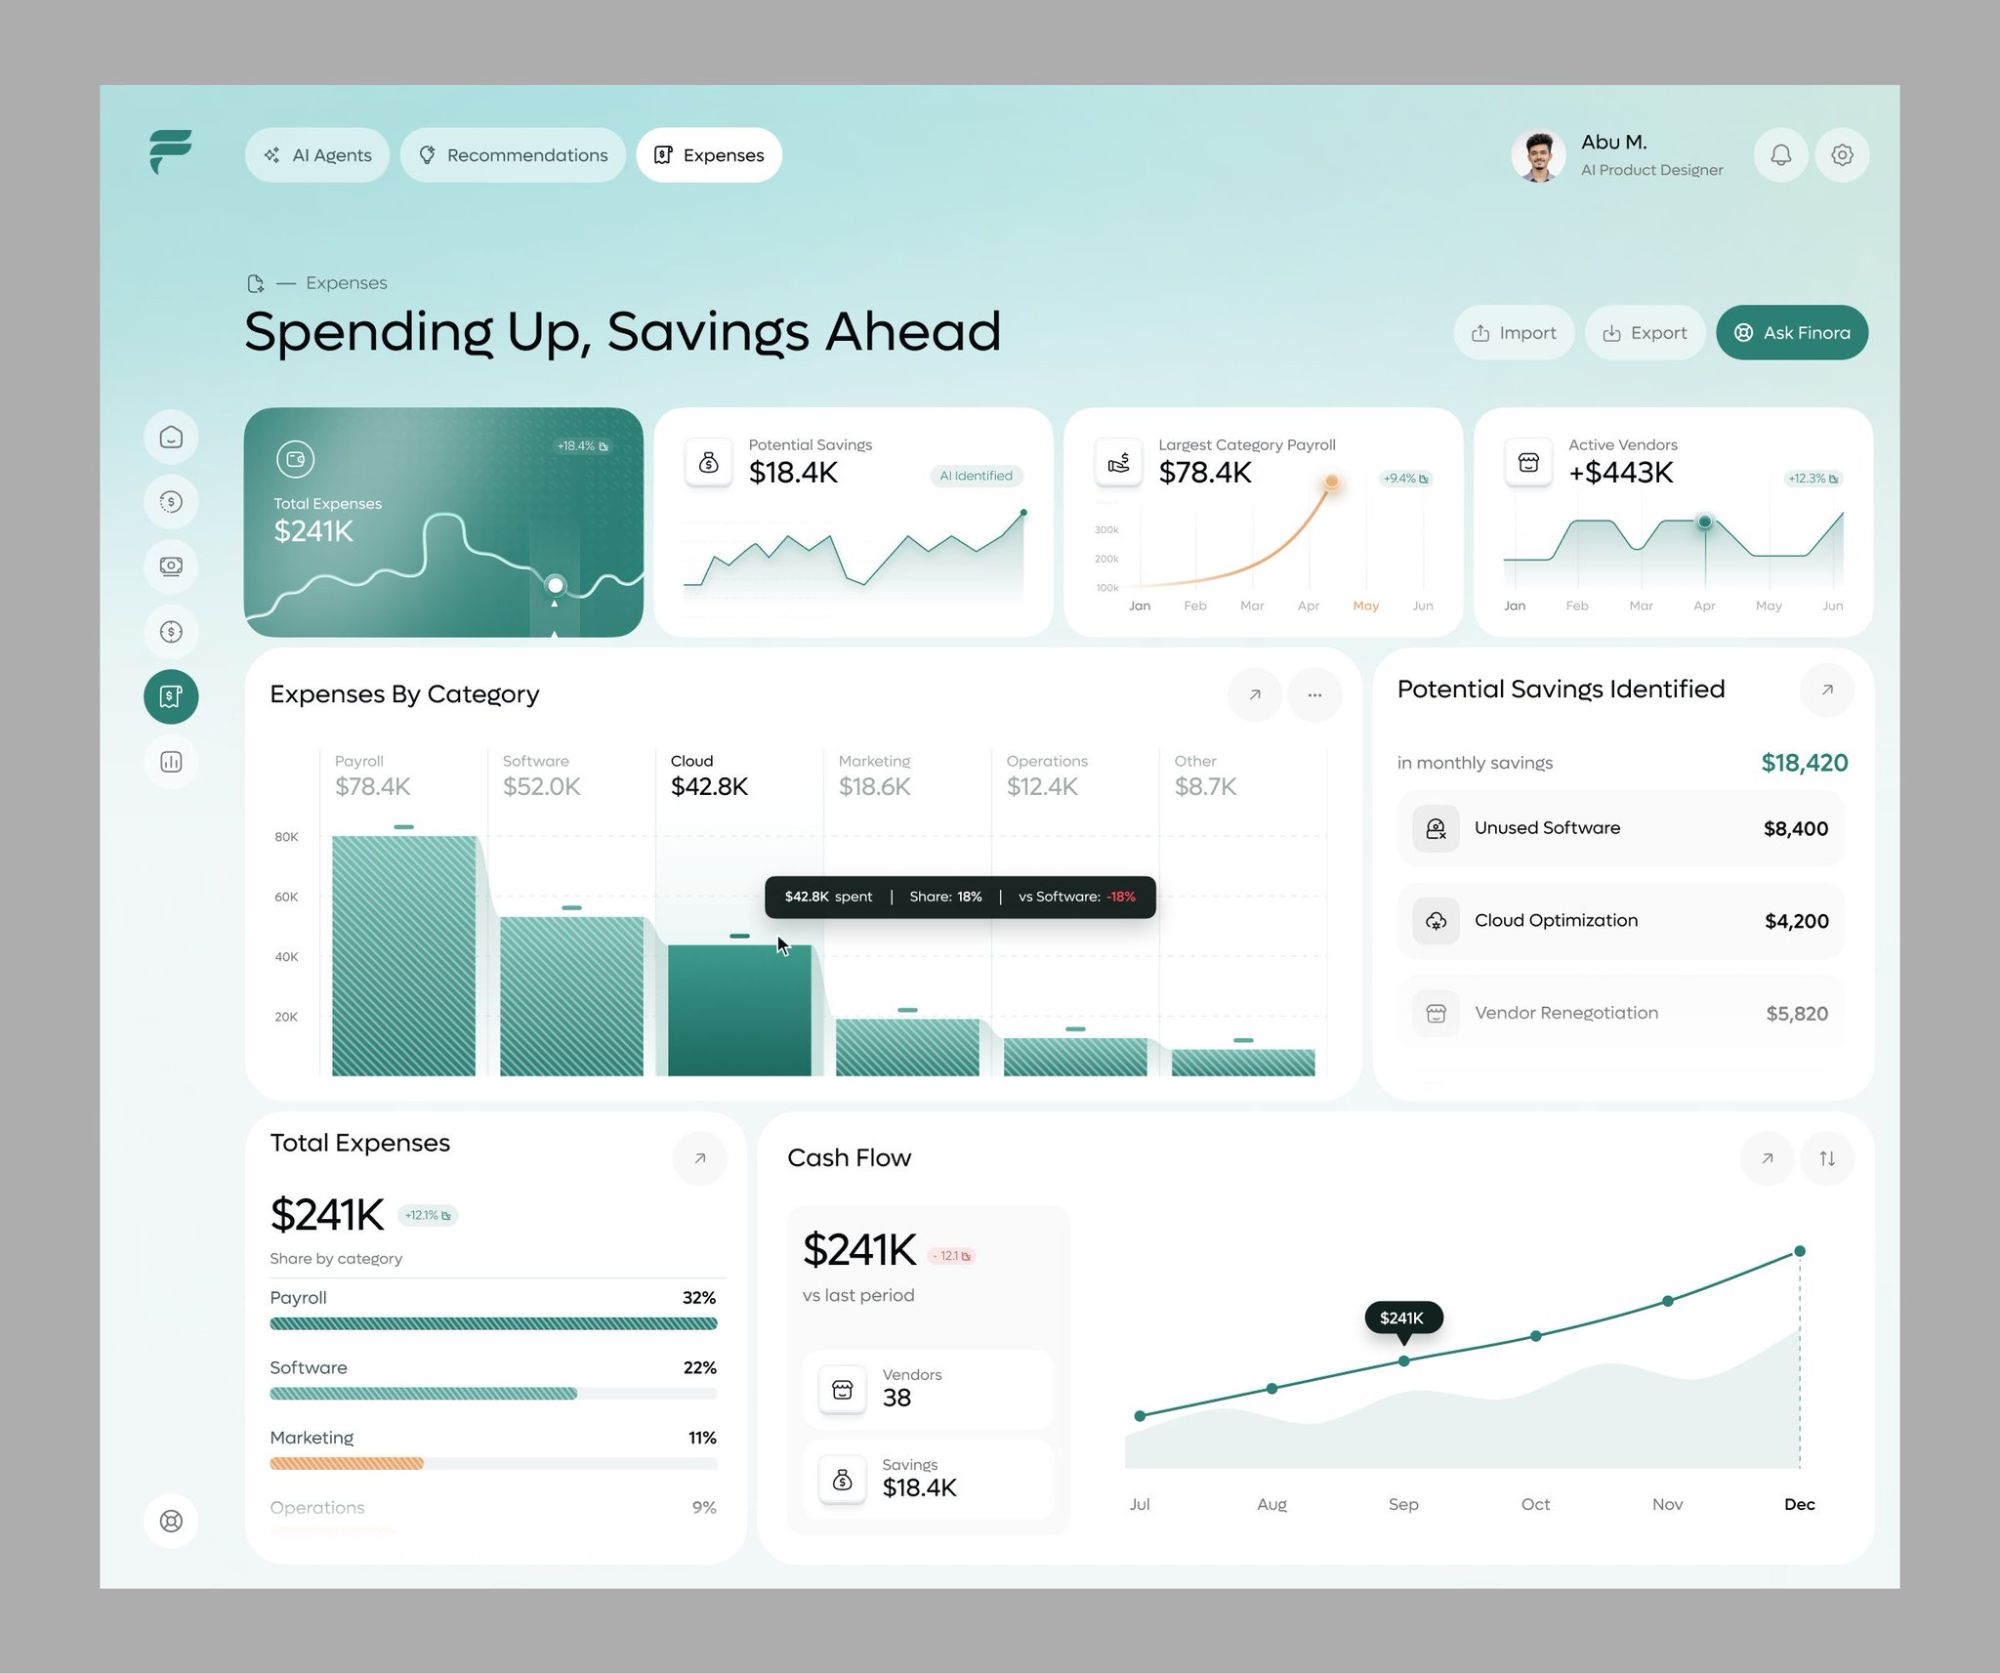 AI Agents
Recommendations
Expenses
Abu M.
AI Product Designer
— Expenses
Spending Up, Savings Ahead
Import
Export
Ask Finora
+18.4%
Total Expenses
$241K
Potential Savings
$18.4K
AI Identified
Largest Category Payroll
$78.4K
+9.4%
300k
200k
100k
Jan
Feb
Mar
Apr
May
Jun
Active Vendors
+$443K
+12.3%
Jan
Feb
Mar
Apr
May
Jun
Expenses By Category
Payroll
$78.4K
Software
$52.0K
Cloud
$42.8K
Marketing
$18.6K
Operations
$12.4K
Other
$8.7K
80K
60K
40K
20K
$42.8K spent | Share: 18% | vs Software: -18%
Potential Savings Identified
in monthly savings
$18,420
Unused Software
$8,400
Cloud Optimization
$4,200
Vendor Renegotiation
$5,820
Total Expenses
$241K
+12.1%
Share by category
Payroll
32%
Software
22%
Marketing
11%
Operations
9%
Cash Flow
$241K
- 12.1
vs last period
Vendors
38
Savings
$18.4K
$241K
Jul
Aug
Sep
Oct
Nov
Dec